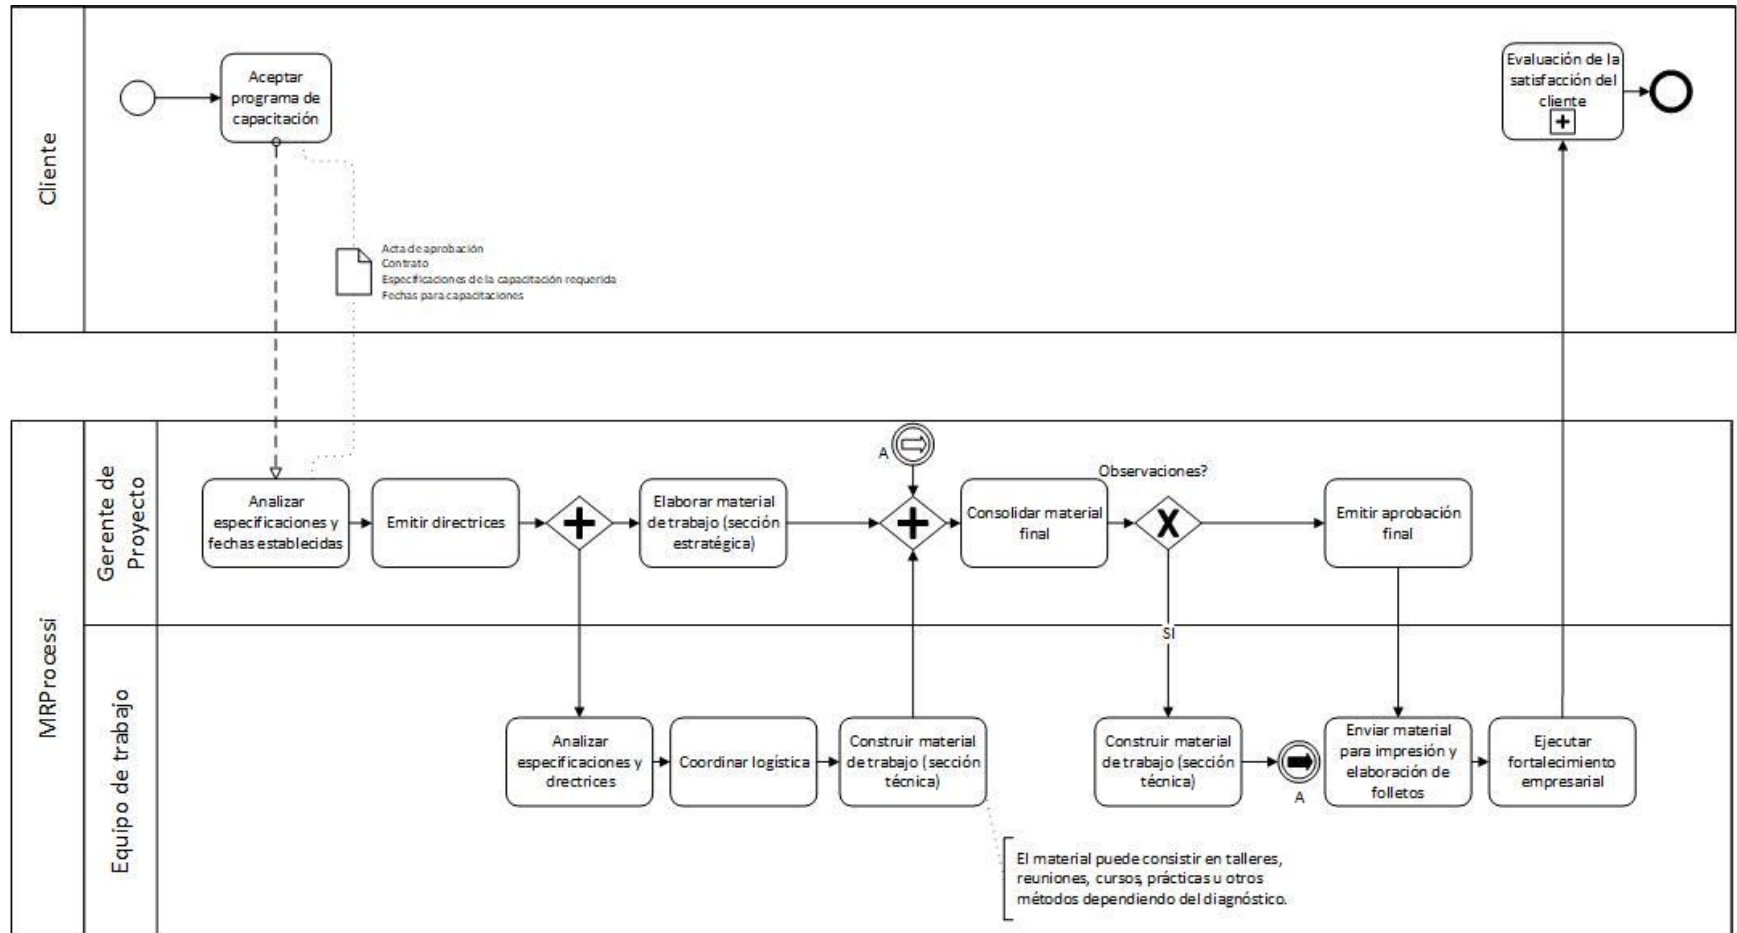 Cliente
Aceptar
programa de
capacitación
Acta de aprobación
Contrato
Especificaciones de la capacitación requerida
Fechas para capacitaciones
Evaluación de la
satisfacción del
cliente
MRProcessi
Gerente de
Proyecto
Analizar
especificaciones y
fechas establecidas
Emitir directrices
Elaborar material
de trabajo (sección
estratégica)
A
Consolidar material
final
Observaciones?
Emitir aprobación
final
SI
Equipo de trabajo
Analizar
especificaciones y
drectrices
Coordinar logística
Construir material
de trabajo (sección
técnica)
Construir material
de trabajo (sección
técnica)
A
Enviar material
para impresión y
elaboración de
folletos
Ejecutar
fortalecimiento
empresarial
El material puede consistir en talleres,
reuniones, cursos, prácticas u otros
métodos dependiendo del diagnóstico.